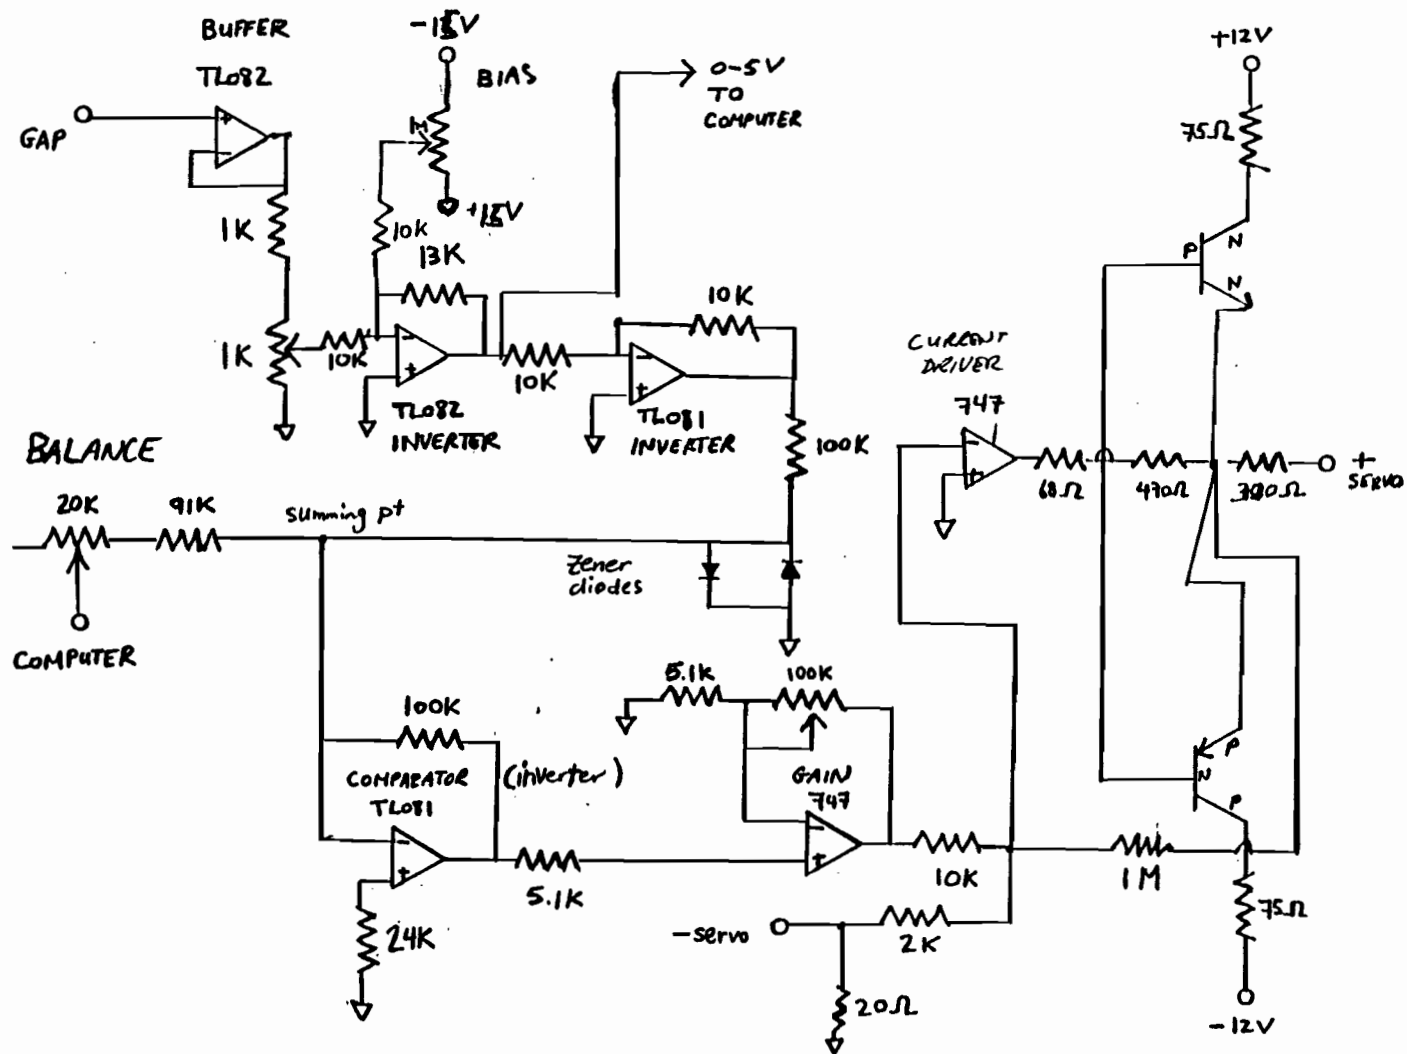 BUFFER
TL082
GAP
-15V
BIAS
1M
+15V
0-5V
TO
COMPUTER
+12V
75Ω
P
N
N
1K
10K
13K
1K
10K
TL082
INVERTER
10K
10K
TL081
INVERTER
100K
CURRENT
DRIVER
747
68Ω
470Ω
+
SERVO
BALANCE
20K
91K
summing pt
Zener
diodes
COMPUTER
5.1K
100K
100K
COMPARATOR
TL081
(inverter)
GAIN
747
P
N
P
24K
5.1K
10K
1M
-servo
2K
20Ω
75Ω
-12V